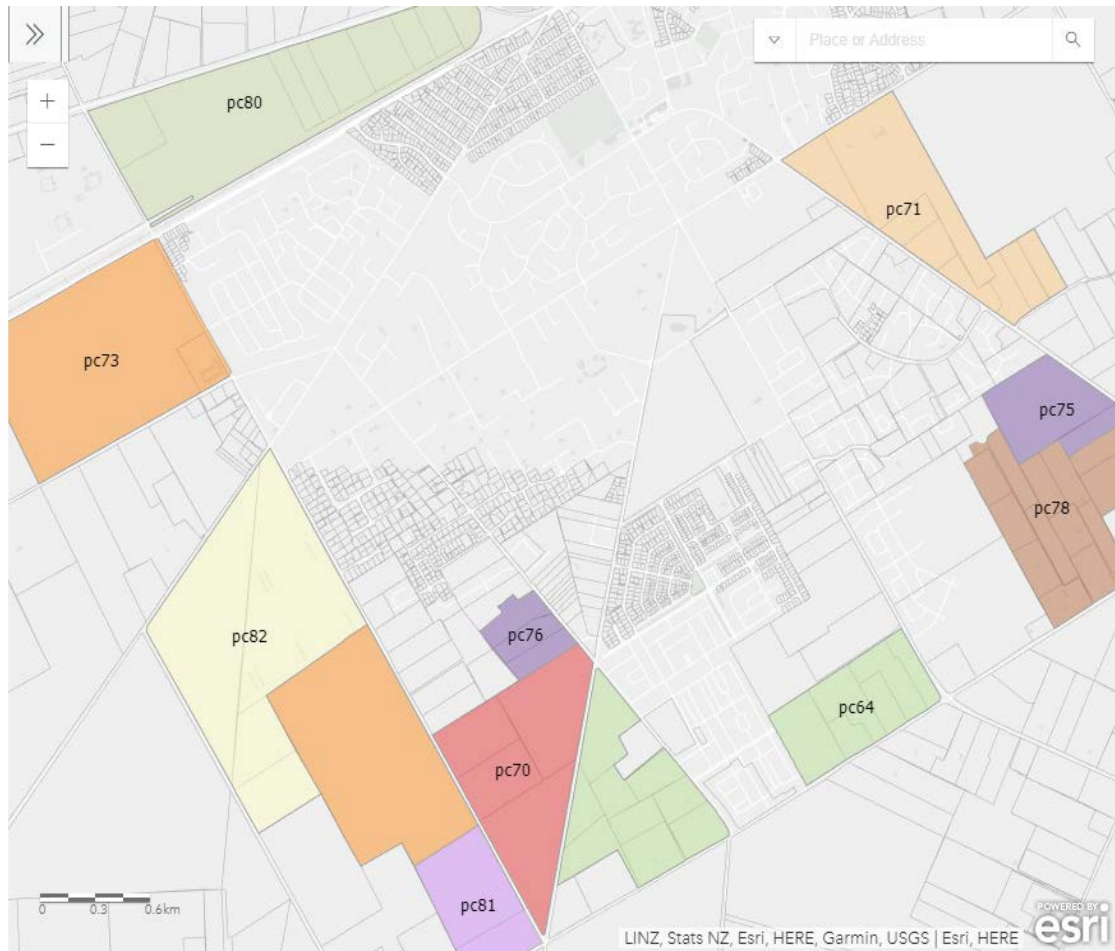 Place or Address
+
−
pc80
pc71
pc73
pc75
pc78
pc82
pc76
pc64
pc70
pc81
0 0.3 0.6km
POWERED BY
esri
LINZ, Stats NZ, Esri, HERE, Garmin, USGS | Esri, HERE